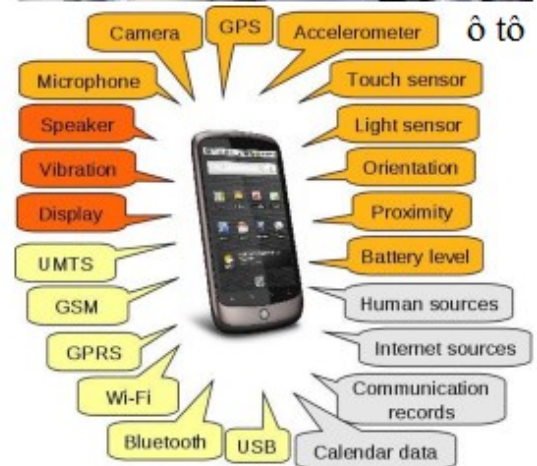 ô tô
Camera
GPS
Accelerometer
Microphone
Touch sensor
Speaker
Light sensor
Vibration
Orientation
Display
Proximity
UMTS
Battery level
GSM
Human sources
GPRS
Internet sources
Wi-Fi
Communication
records
Bluetooth
USB
Calendar data